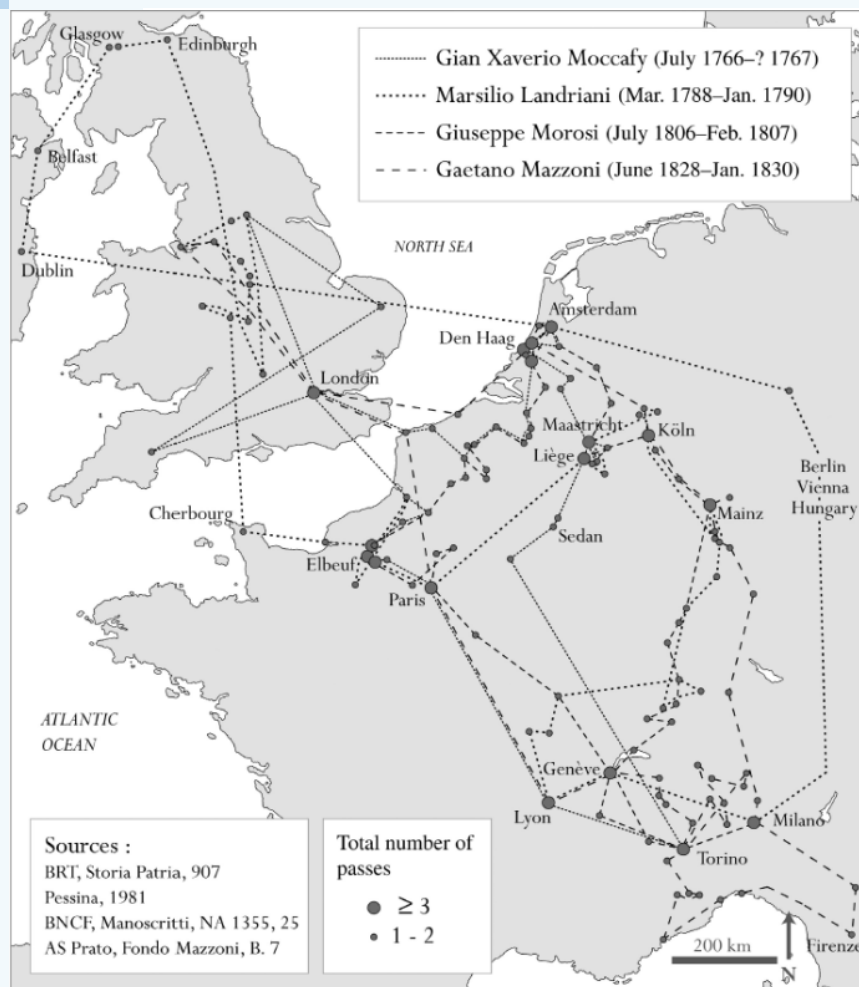 Glasgow
Edinburgh
Gian Xaverio Moccafy (July 1766–? 1767)
Marsilio Landriani (Mar. 1788–Jan. 1790)
Giuseppe Morosi (July 1806–Feb. 1807)
Gaetano Mazzoni (June 1828–Jan. 1830)
Belfast
NORTH SEA
Dublin
Amsterdam
Den Haag
London
Maastricht
Köln
Liège
Berlin
Vienna
Hungary
Cherbourg
Mainz
Sedan
Elbeuf
Paris
ATLANTIC
OCEAN
Genève
Lyon
Milano
Torino
Sources :
BRT, Storia Patria, 907
Pessina, 1981
BNCF, Manoscritti, NA 1355, 25
AS Prato, Fondo Mazzoni, B. 7
Total number of
passes
≥ 3
1 - 2
200 km
N
Firenze